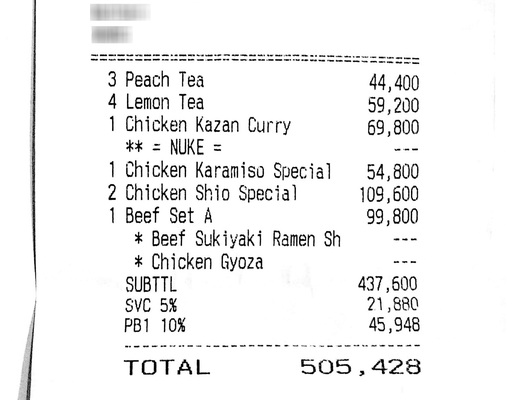 3 Peach Tea 44,400
4 Lemon Tea 59,200
1 Chicken Kazan Curry 69,800
** = NUKE = ---
1 Chicken Karamiso Special 54,800
2 Chicken Shio Special 109,600
1 Beef Set A 99,800
* Beef Sukiyaki Ramen Sh ---
* Chicken Gyoza ---
SUBTTL 437,600
SVC 5% 21,880
PB1 10% 45,948
TOTAL 505,428